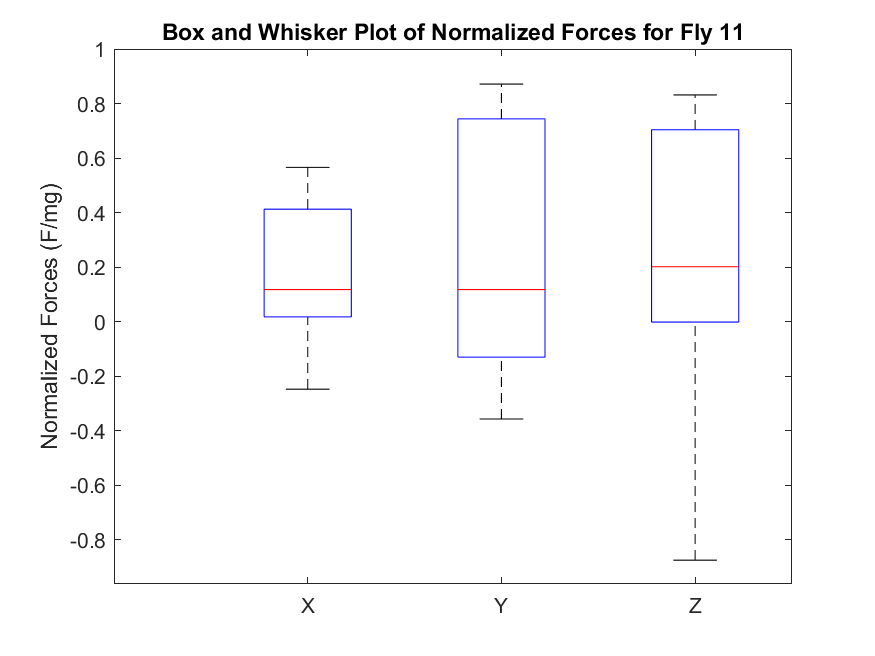 Box and Whisker Plot of Normalized Forces for Fly 11
Normalized Forces (F/mg)
1
0.8
0.6
0.4
0.2
0
-0.2
-0.4
-0.6
-0.8
X
Y
Z